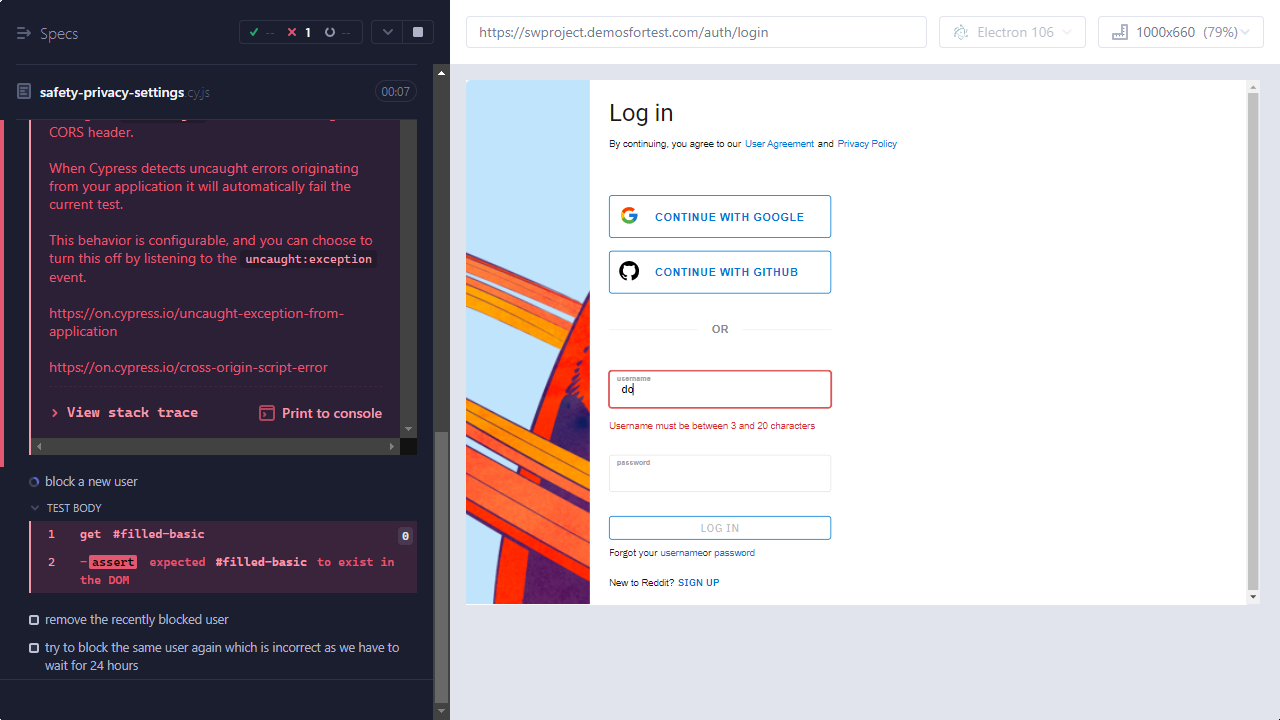 Specs
--
1
--
https://swproject.demosfortest.com/auth/login
Electron 106
1000x660 (79%)
safety-privacy-settings.cy.js
00:07
CORS header.
When Cypress detects uncaught errors originating
from your application it will automatically fail the
current test.
This behavior is configurable, and you can choose to
turn this off by listening to the uncaught:exception
event.
https://on.cypress.io/uncaught-exception-from-
application
https://on.cypress.io/cross-origin-script-error
View stack trace
Print to console
block a new user
TEST BODY
1 get #filled-basic 0
2 -assert expected #filled-basic to exist in
the DOM
remove the recently blocked user
try to block the same user again which is incorrect as we have to
wait for 24 hours
Log in
By continuing, you agree to our User Agreement and Privacy Policy
CONTINUE WITH GOOGLE
CONTINUE WITH GITHUB
OR
username
do
Username must be between 3 and 20 characters
password
LOG IN
Forgot your usernameor password
New to Reddit? SIGN UP